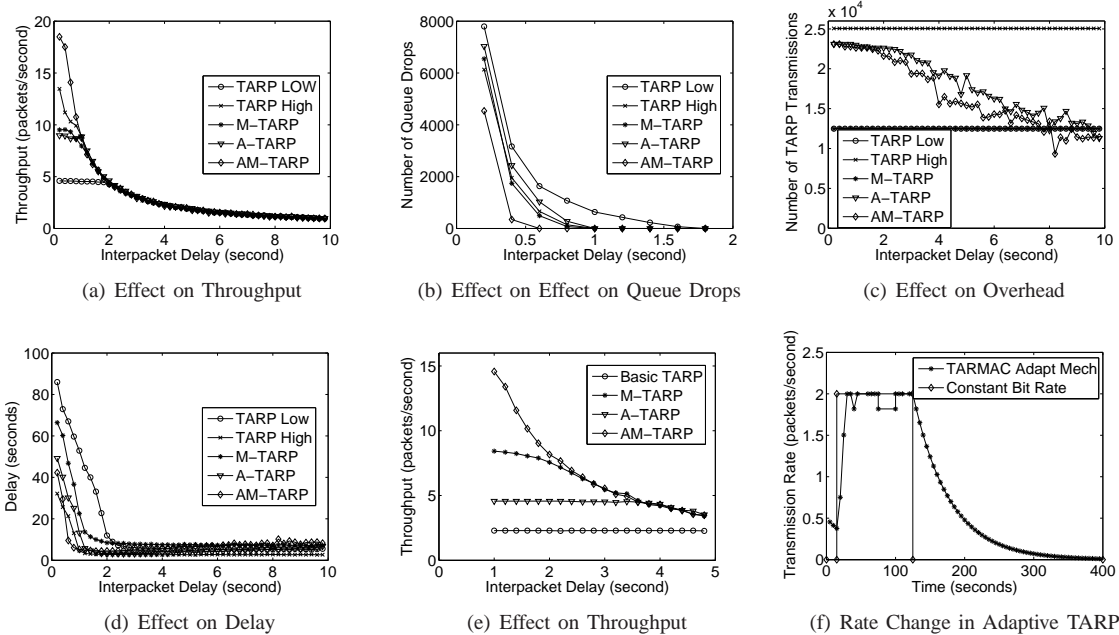 Throughput (packets/second)
20
15
10
5
0
TARP LOW
TARP High
M−TARP
A−TARP
AM−TARP
0 2 4 6 8 10
Interpacket Delay (second)
(a) Effect on Throughput
Number of Queue Drops
8000
6000
4000
2000
0
TARP Low
TARP High
M−TARP
A−TARP
AM−TARP
0.5 1 1.5 2
Interpacket Delay (second)
(b) Effect on Effect on Queue Drops
x 10^4
Number of TARP Transmissions
2.5
2
1.5
1
0.5
0
TARP Low
TARP High
M−TARP
A−TARP
AM−TARP
0 2 4 6 8 10
Interpacket Delay (second)
(c) Effect on Overhead
Delay (seconds)
100
80
60
40
20
0
TARP Low
TARP High
M−TARP
A−TARP
AM−TARP
0 2 4 6 8 10
Interpacket Delay (second)
(d) Effect on Delay
Throughput (packets/second)
15
10
5
0
Basic TARP
M−TARP
A−TARP
AM−TARP
0 1 2 3 4 5
Interpacket Delay (second)
(e) Effect on Throughput
Transmission Rate (packets/second)
2.5
2
1.5
1
0.5
0
TARMAC Adapt Mech
Constant Bit Rate
0 100 200 300 400
Time (seconds)
(f) Rate Change in Adaptive TARP